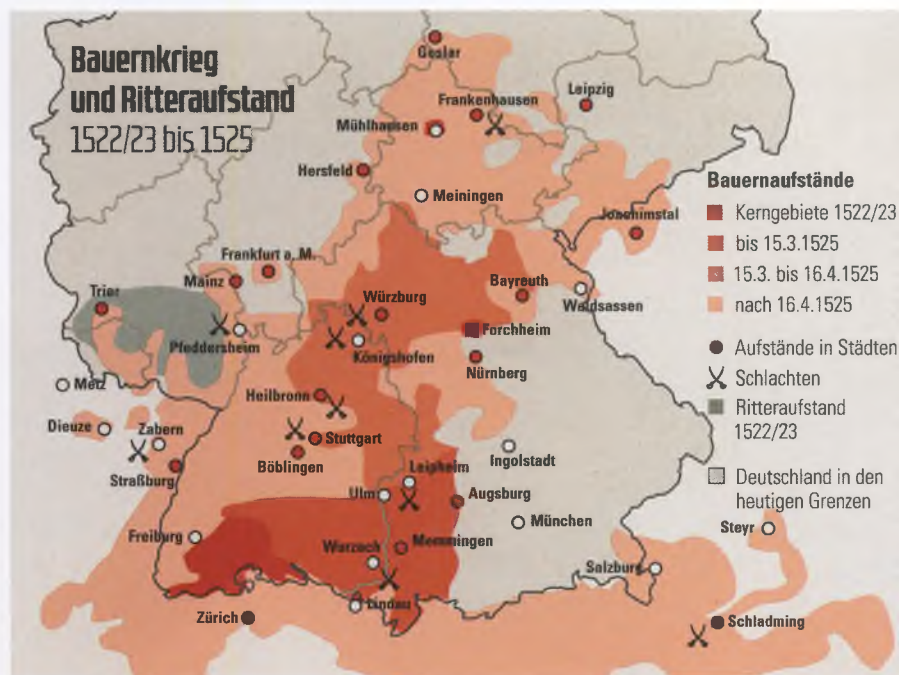 Bauernkrieg
und Ritteraufstand
1522/23 bis 1525
Goslar
Frankenhausen
Leipzig
Mühlhausen
Hersfeld
Meiningen
Joachimstal
Frankfurt a. M.
Mainz
Trier
Würzburg
Bayreuth
Waldsassen
Pfeddersheim
Königshofen
Forchheim
Nürnberg
Metz
Heilbronn
Dieuze
Zabern
Stuttgart
Böblingen
Straßburg
Leipheim
Ingolstadt
Ulm
Augsburg
München
Freiburg
Memmingen
Wurzach
Steyr
Salzburg
Lindau
Zürich
Schladming
Bauernaufstände
Kerngebiete 1522/23
bis 15.3.1525
15.3. bis 16.4.1525
nach 16.4.1525
Aufstände in Städten
Schlachten
Ritteraufstand
1522/23
Deutschland in den
heutigen Grenzen